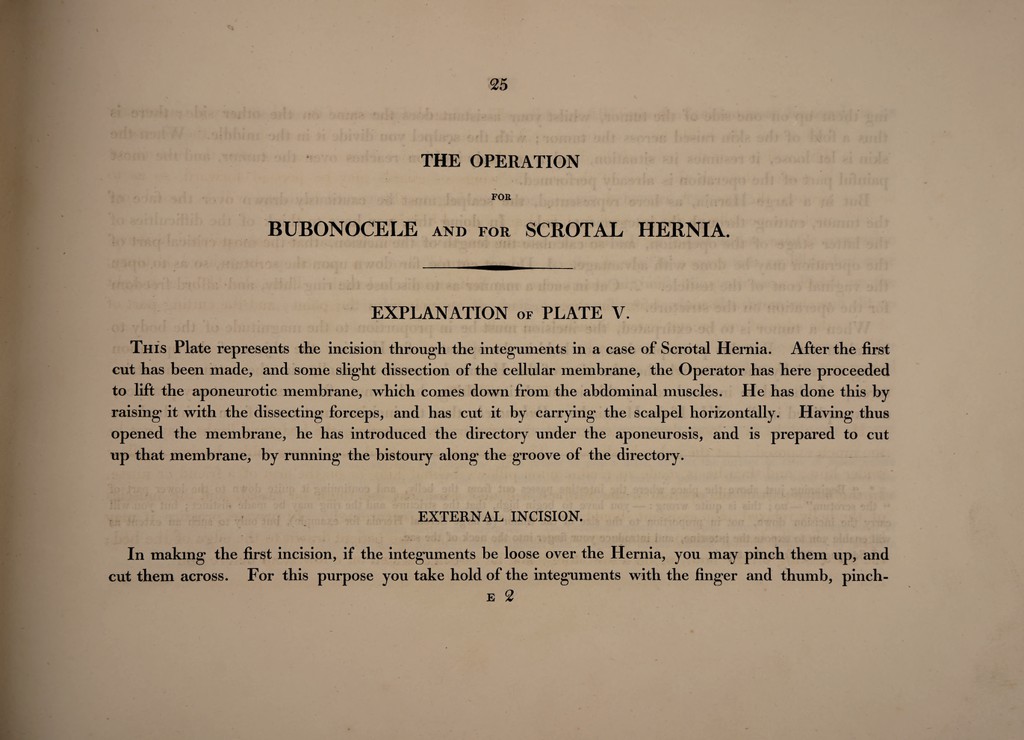 25
THE OPERATION
FOR
BUBONOCELE AND FOR SCROTAL HERNIA.
EXPLANATION OF PLATE V.
THIS Plate represents the incision through the integuments in a case of Scrotal Hernia. After the first
cut has been made, and some slight dissection of the cellular membrane, the Operator has here proceeded
to lift the aponeurotic membrane, which comes down from the abdominal muscles. He has done this by
raising it with the dissecting forceps, and has cut it by carrying the scalpel horizontally. Having thus
opened the membrane, he has introduced the directory under the aponeurosis, and is prepared to cut
up that membrane, by running the bistoury along the groove of the directory.
EXTERNAL INCISION.
In making the first incision, if the integuments be loose over the Hernia, you may pinch them up, and
cut them across. For this purpose you take hold of the integuments with the finger and thumb, pinch-
E 2